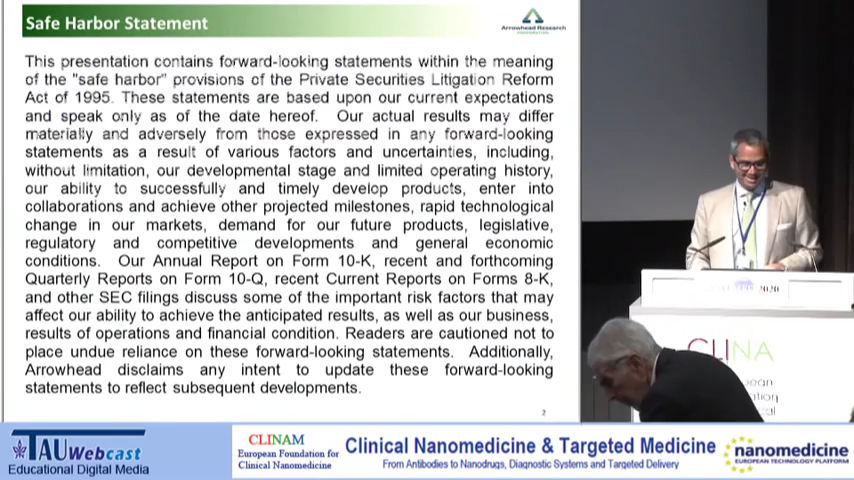 Safe Harbor Statement
Arrowhead Research
This presentation contains forward-looking statements within the meaning
of the "safe harbor" provisions of the Private Securities Litigation Reform
Act of 1995. These statements are based upon our current expectations
and speak only as of the date hereof. Our actual results may differ
materially and adversely from those expressed in any forward-looking
statements as a result of various factors and uncertainties, including,
without limitation, our developmental stage and limited operating history,
our ability to successfully and timely develop products, enter into
collaborations and achieve other projected milestones, rapid technological
change in our markets, demand for our future products, legislative,
regulatory and competitive developments and general economic
conditions. Our Annual Report on Form 10-K, recent and forthcoming
Quarterly Reports on Form 10-Q, recent Current Reports on Forms 8-K,
and other SEC filings discuss some of the important risk factors that may
affect our ability to achieve the anticipated results, as well as our business,
results of operations and financial condition. Readers are cautioned not to
place undue reliance on these forward-looking statements. Additionally,
Arrowhead disclaims any intent to update these forward-looking
statements to reflect subsequent developments.
2
2020
CLINA
TAU Webcast
Educational Digital Media
CLINAM
European Foundation for
Clinical Nanomedicine
Clinical Nanomedicine & Targeted Medicine
From Antibodies to Nanodrugs, Diagnostic Systems and Targeted Delivery
nanomedicine
EUROPEAN TECHNOLOGY PLATFORM